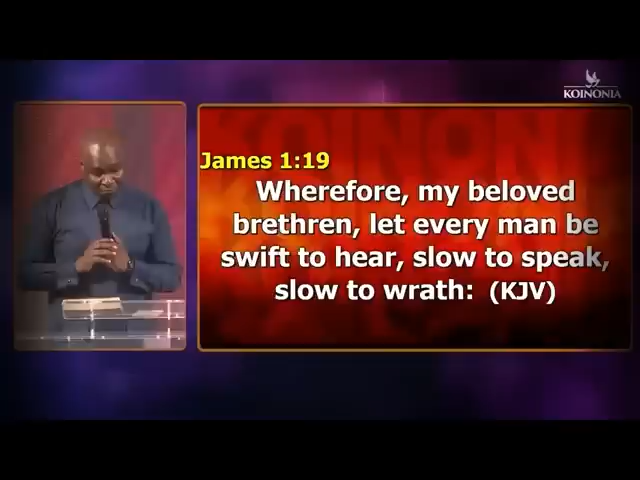 KOINONIA
KOINONI
James 1:19
Wherefore, my beloved
brethren, let every man be
swift to hear, slow to speak,
slow to wrath: (KJV)